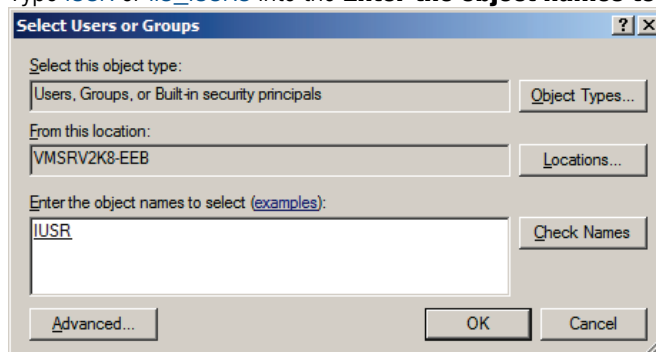 Select Users or Groups
Select this object type:
Users, Groups, or Built-in security principals
Object Types...
From this location:
VMSRV2K8-EEB
Locations...
Enter the object names to select (examples):
IUSR
Check Names
Advanced...
OK
Cancel